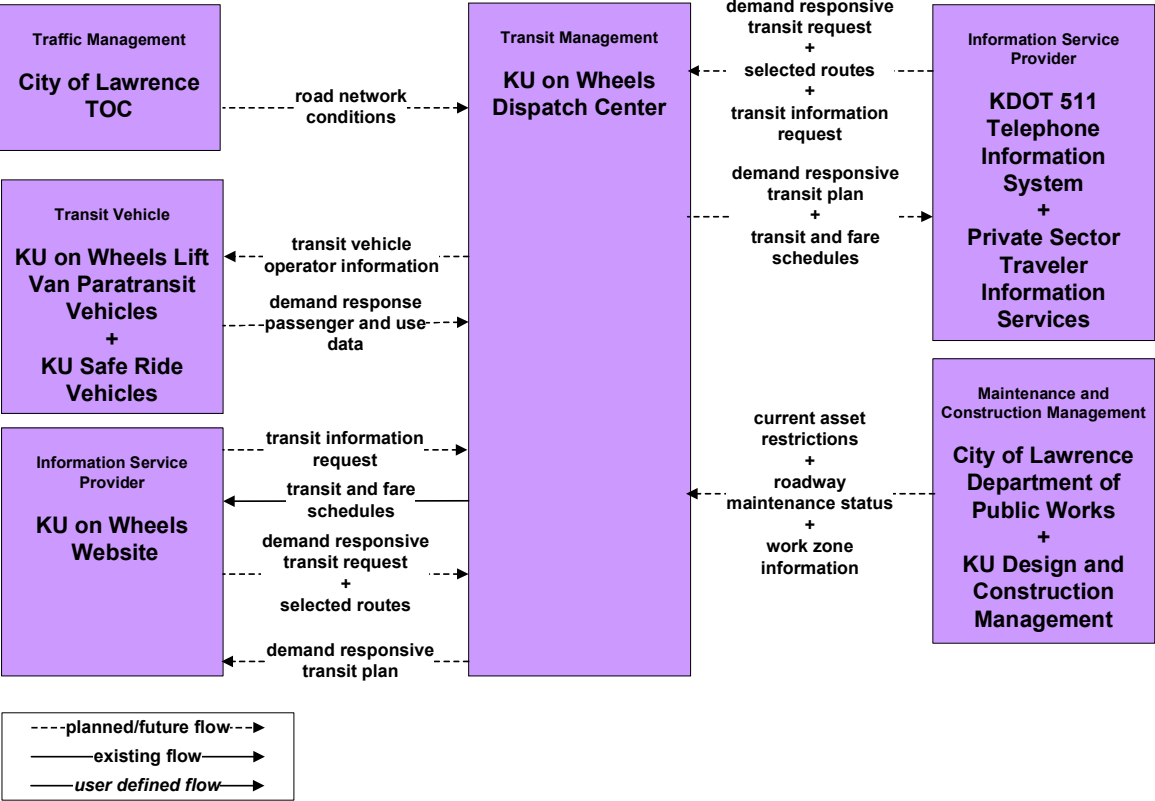 Traffic Management
City of Lawrence
TOC
road network
conditions
Transit Management
KU on Wheels
Dispatch Center
demand responsive
transit request
+
selected routes
+
transit information
request
demand responsive
transit plan
+
transit and fare
schedules
Information Service
Provider
KDOT 511
Telephone
Information
System
+
Private Sector
Traveler
Information
Services
Transit Vehicle
KU on Wheels Lift
Van Paratransit
Vehicles
+
KU Safe Ride
Vehicles
transit vehicle
operator information
demand response
passenger and use
data
Information Service
Provider
KU on Wheels
Website
transit information
request
transit and fare
schedules
demand responsive
transit request
+
selected routes
demand responsive
transit plan
current asset
restrictions
+
roadway
maintenance status
+
work zone
information
Maintenance and
Construction Management
City of Lawrence
Department of
Public Works
+
KU Design and
Construction
Management
planned/future flow
existing flow
user defined flow